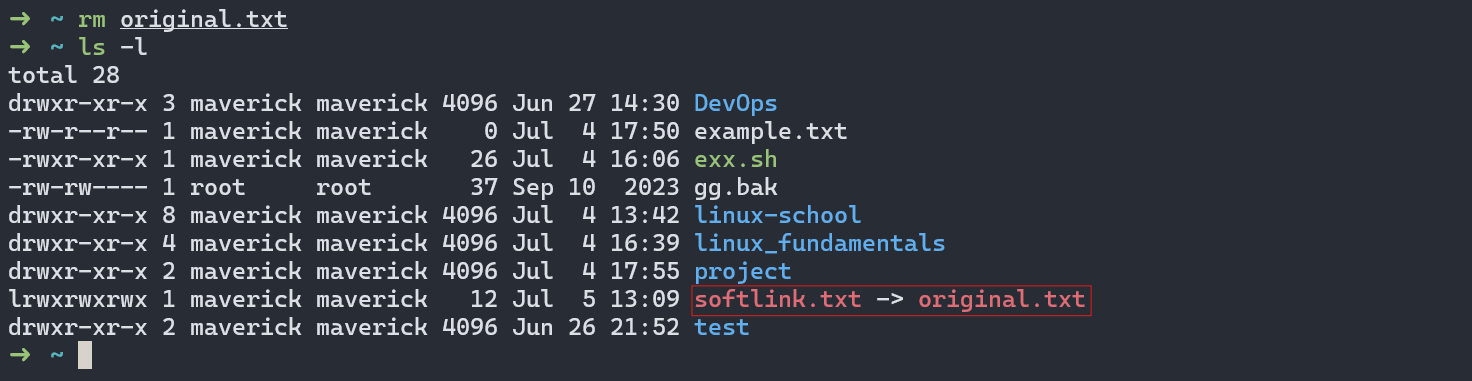 ➜ ~ rm original.txt
➜ ~ ls -l
total 28
drwxr-xr-x 3 maverick maverick 4096 Jun 27 14:30 DevOps
-rw-r--r-- 1 maverick maverick    0 Jul  4 17:50 example.txt
-rwxr-xr-x 1 maverick maverick   26 Jul  4 16:06 exx.sh
-rw-rw---- 1 root     root       37 Sep 10  2023 gg.bak
drwxr-xr-x 8 maverick maverick 4096 Jul  4 13:42 linux-school
drwxr-xr-x 4 maverick maverick 4096 Jul  4 16:39 linux_fundamentals
drwxr-xr-x 2 maverick maverick 4096 Jul  4 17:55 project
lrwxrwxrwx 1 maverick maverick   12 Jul  5 13:09 softlink.txt -> original.txt
drwxr-xr-x 2 maverick maverick 4096 Jun 26 21:52 test
➜ ~